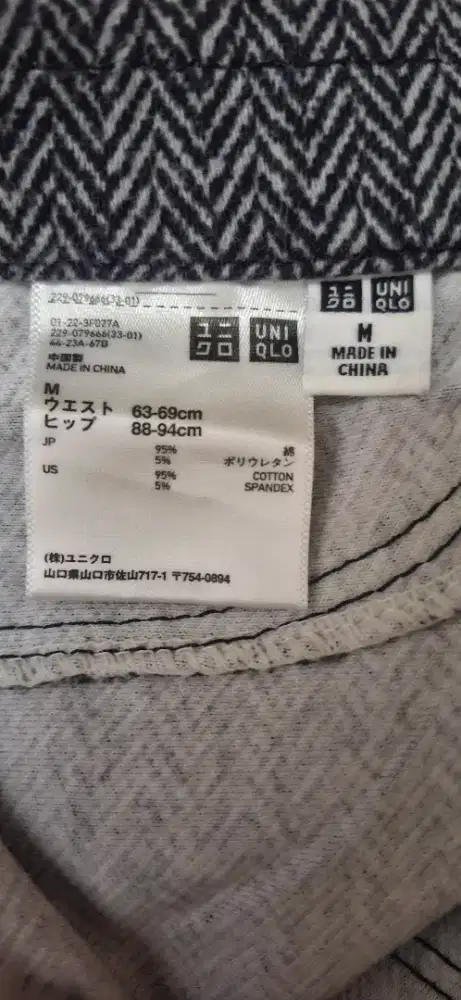 229-079666(33-01)
01-22-3F027A
229-079666(33-01)
44-23A-67B
ユニクロ
UNIQLO
中国製
MADE IN CHINA
M
ウエスト 63-69cm
ヒップ 88-94cm
JP 95% 綿
5% ポリウレタン
US 95% COTTON
5% SPANDEX
(株)ユニクロ
山口県山口市佐山717-1 〒754-0894
ユニクロ
UNIQLO
M
MADE IN
CHINA